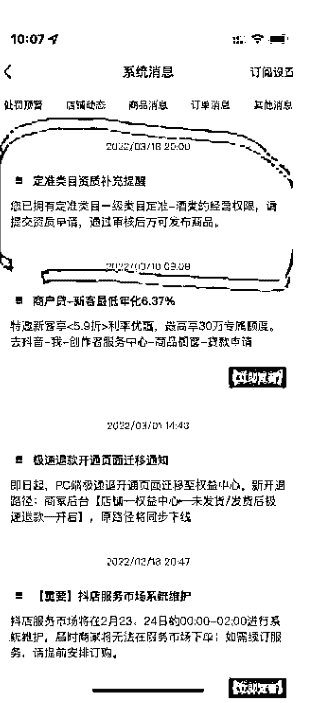 10:07
系统消息
订阅设置
处罚预警 店铺动态 商品消息 订单消息 其他消息
2022/03/18 20:00
定准类目资质补充提醒
您已拥有定准类目一级类目定准-酒类的经营权限，请
提交资质申请，通过审核后方可发布商品。
2022/03/10 09:09
商户贷-新客最低年化6.37%
特邀新客享<5.9折>利率优惠，最高享30万专属额度。
去抖音-我-创作者服务中心-商品橱窗-贷款申请
立即查看
2022/03/01 14:43
极速退款开通页面迁移通知
即日起，PC端极速退开通页面迁移至权益中心。新开通
路径：商家后台【店铺-权益中心-未发货/发货后极
速退款-开启】，原路径将同步下线
20:47
【重要】抖店服务市场系统维护
抖店服务市场将在2月23、24日的00:00-02:00进行系
统维护，届时商家将无法在服务市场下单；如需续订服
务，请提前安排订购。
立即查看